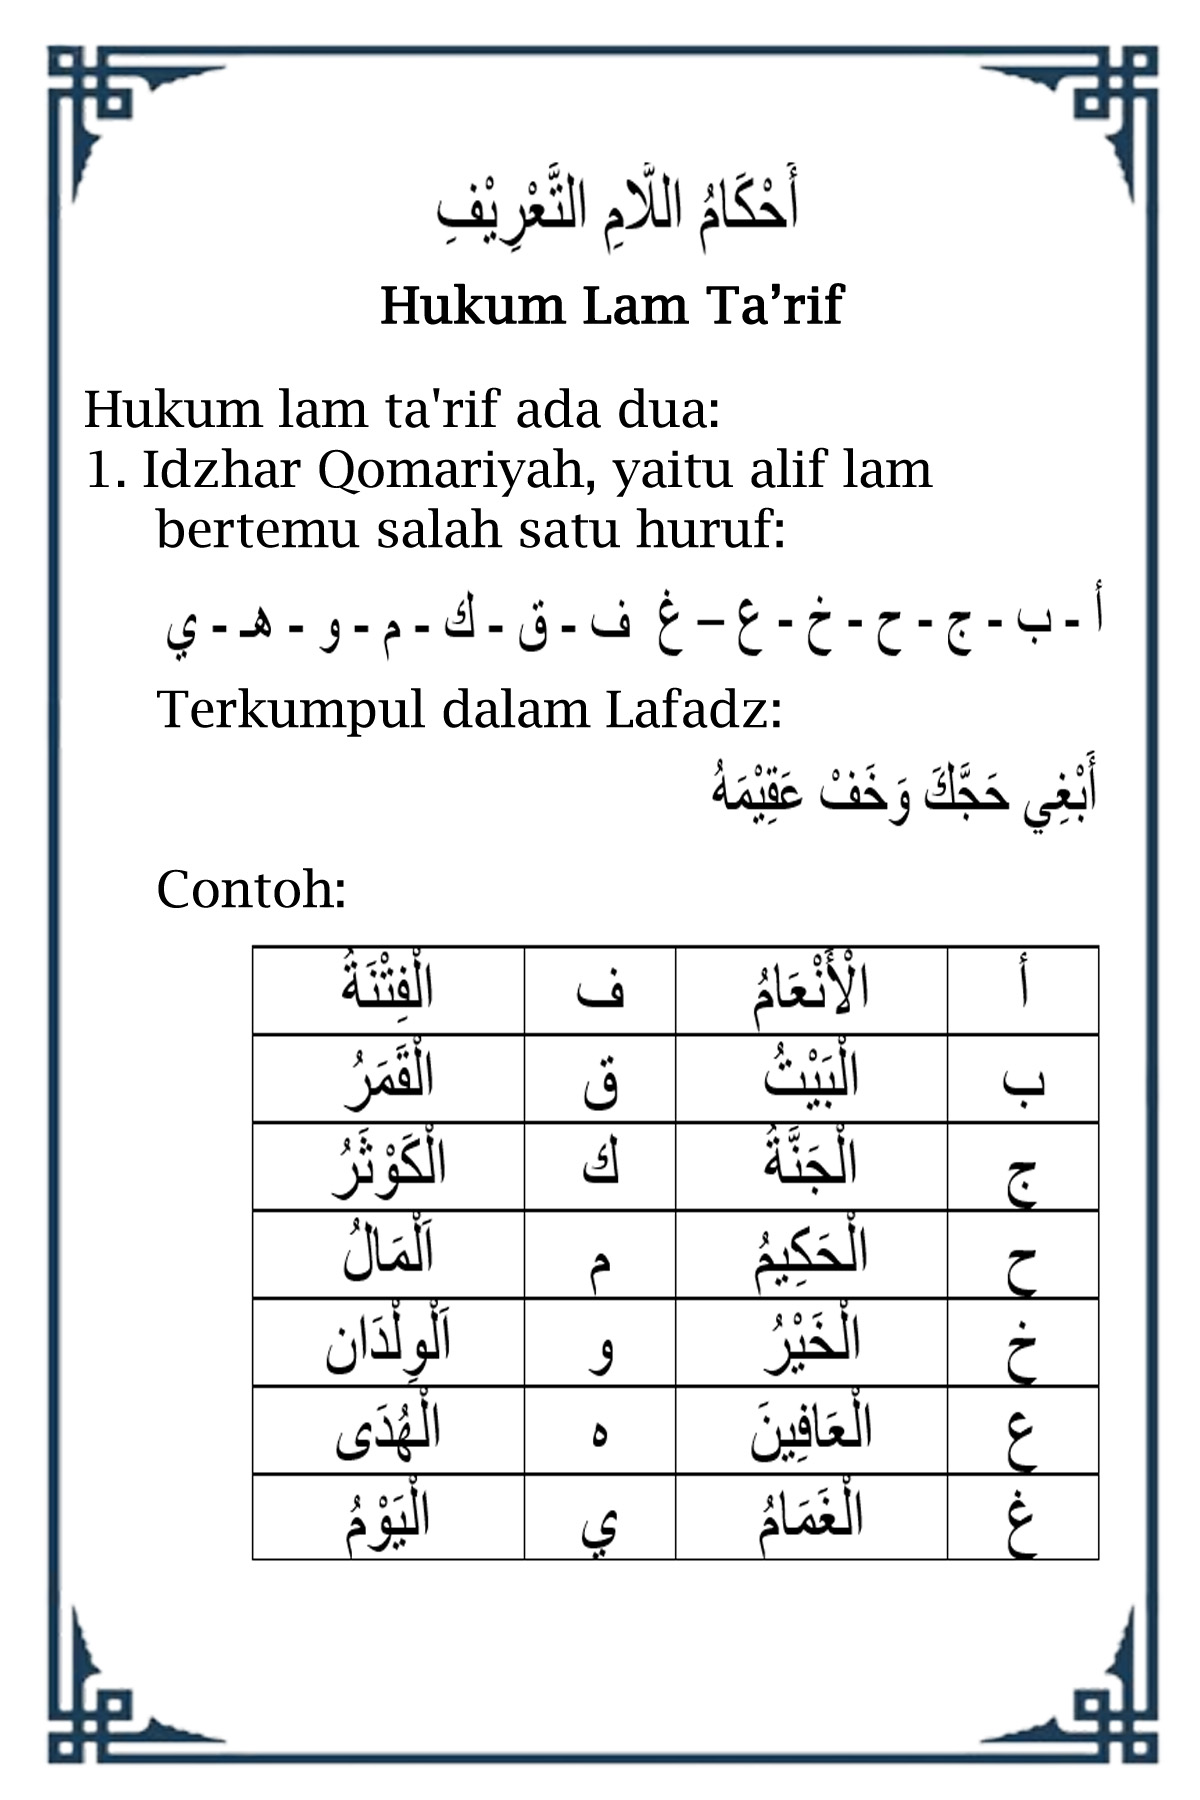 أَحْكَامُ اللَّامِ التَّعْرِيْفِ
Hukum Lam Ta’rif
Hukum lam ta'rif ada dua:
1. Idzhar Qomariyah, yaitu alif lam
bertemu salah satu huruf:
أ - ب - ج - ح - خ - ع – غ ف - ق - ك - م - و - هـ - ي
Terkumpul dalam Lafadz:
أَبْغِي حَجَّكَ وَخَفْ عَقِيْمَهُ
Contoh:
أ الْأَنْعَامُ ف الْفِتْنَةُ
ب الْبَيْتُ ق الْقَمَرُ
ج الْجَنَّةُ ك الْكَوْثَرُ
ح الْحَكِيمُ م اَلْمَالُ
خ الْخَيْرُ و اَلْوِلْدَان
ع الْعَافِينَ ه الْهُدَى
غ الْغَمَامُ ي الْيَوْمُ